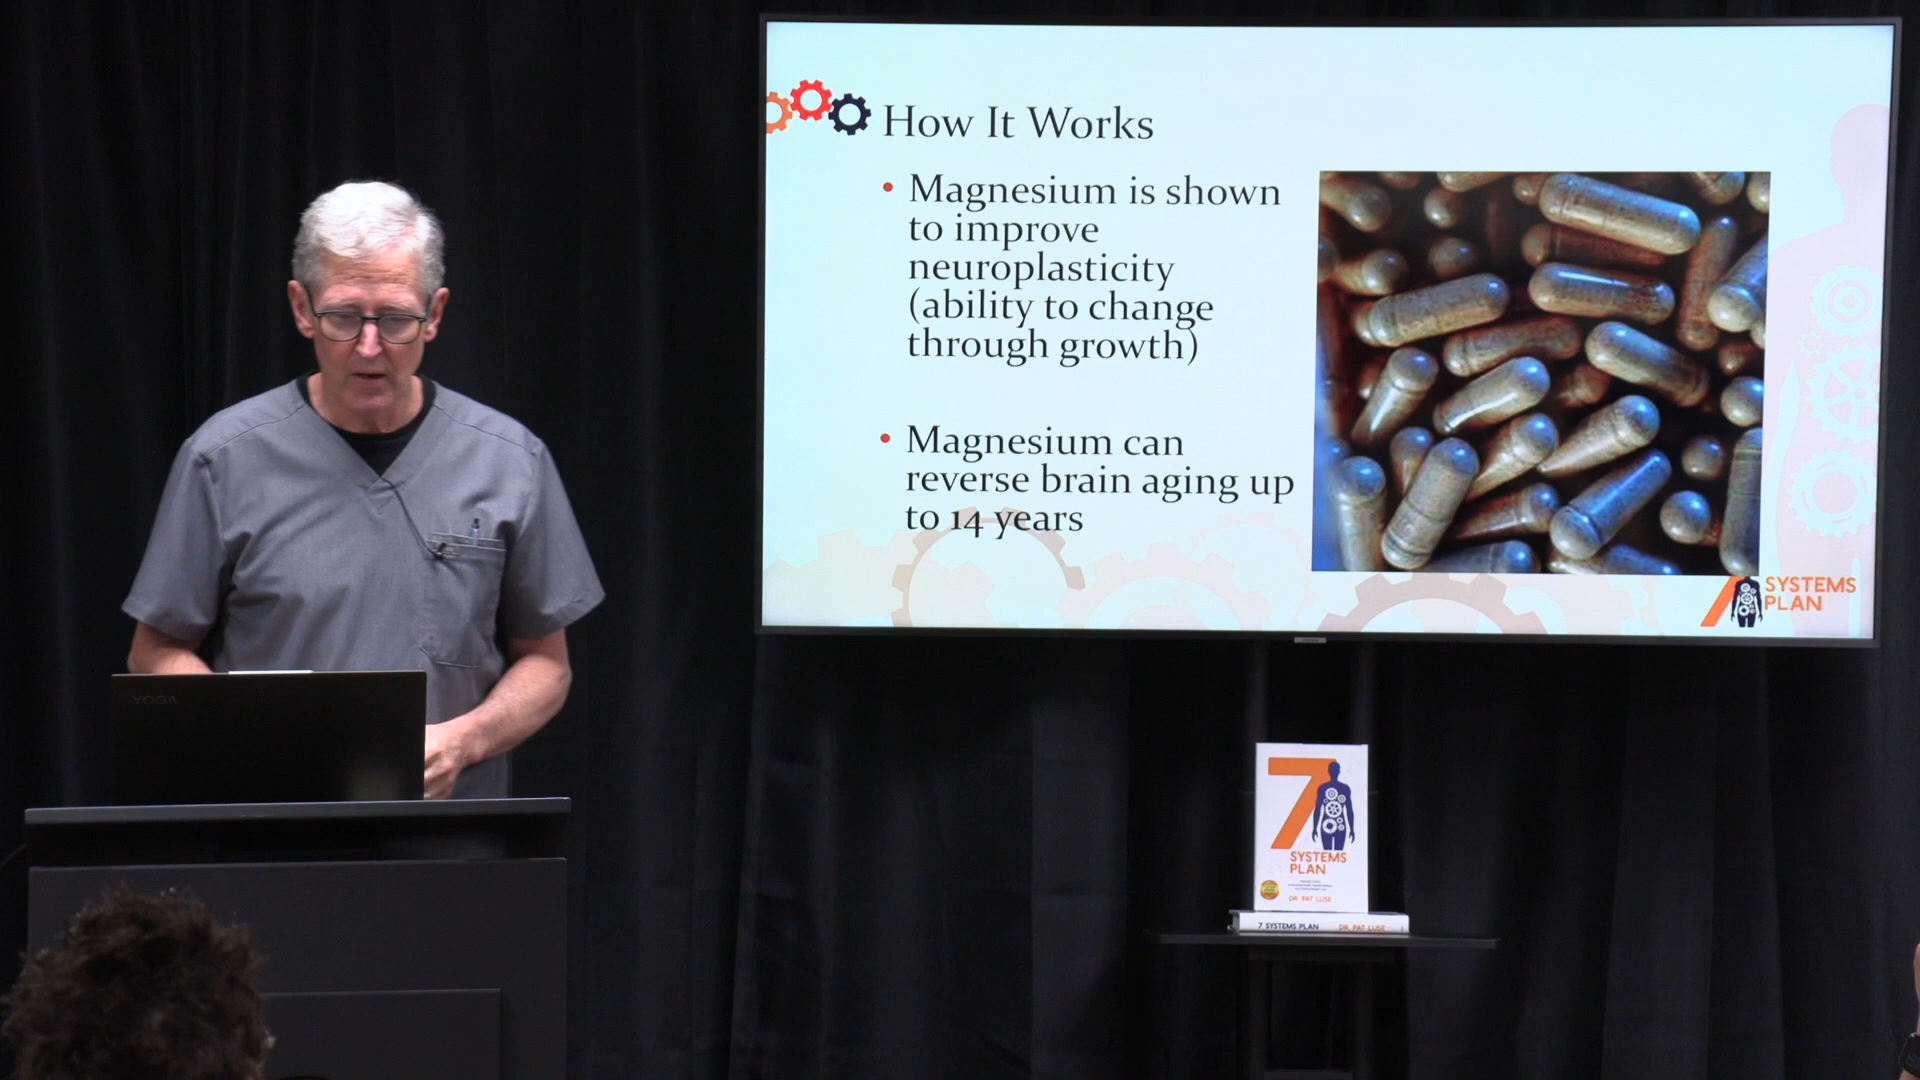 How It Works
• Magnesium is shown
to improve
neuroplasticity
(ability to change
through growth)
• Magnesium can
reverse brain aging up
to 14 years
7 SYSTEMS
PLAN
YOGA
7
SYSTEMS
PLAN
DR. PAT LUSE
7 SYSTEMS PLAN DR. PAT LUSE